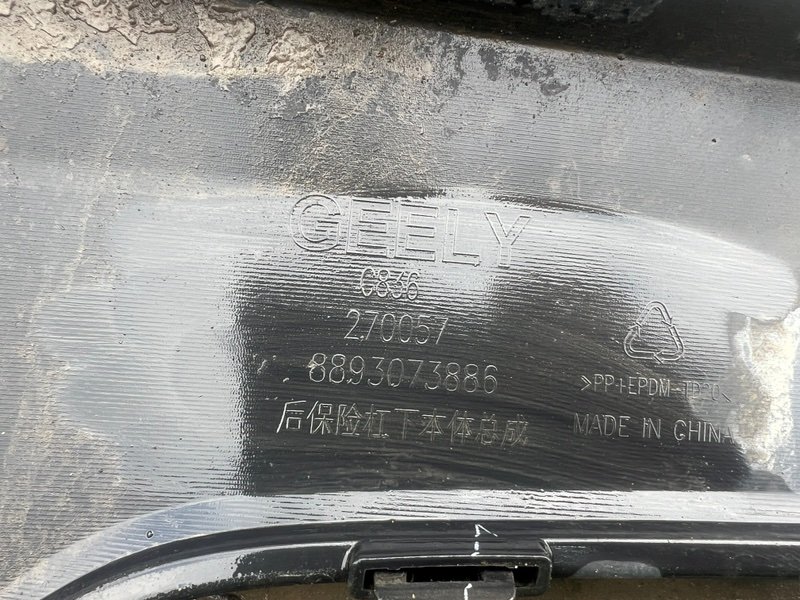 GEELY
C836
270057
8893073886
后保险杠下本体总成
>PP+EPDM-TD20<
MADE IN CHINA